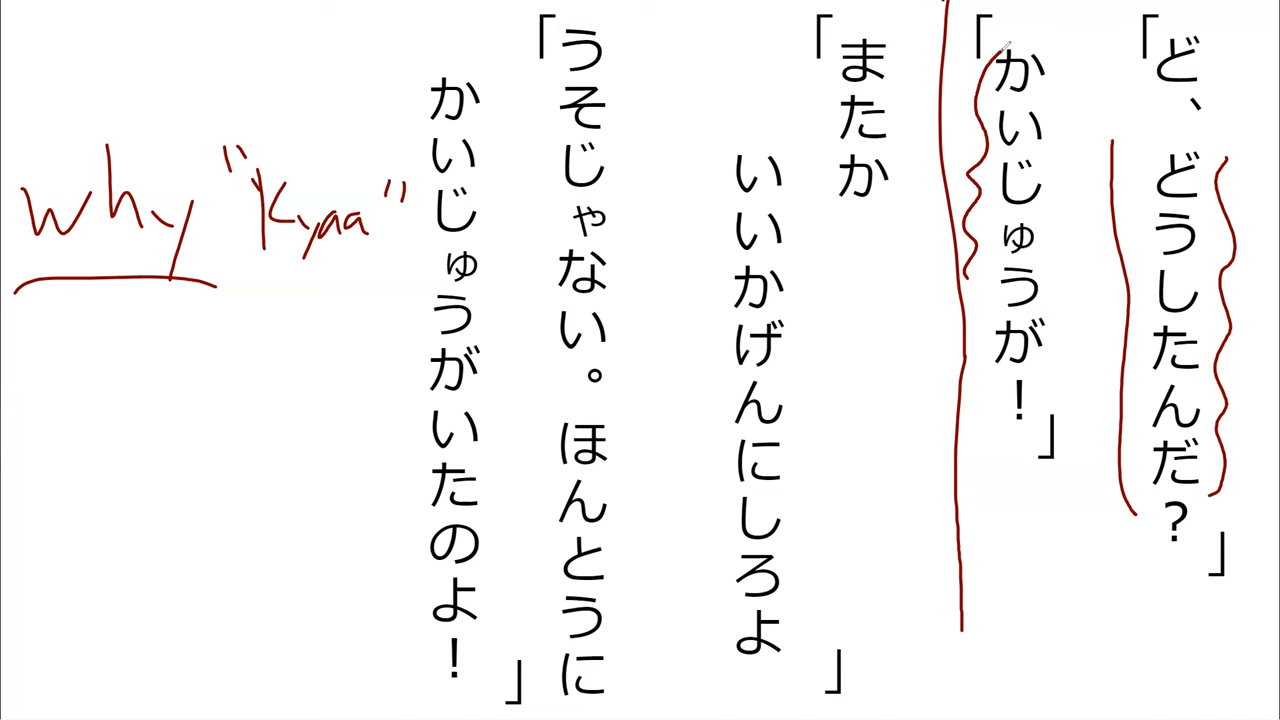 「ど、どうしたんだ？」
「かいじゅうが！」
「またか
いいかげんにしろよ」
「うそじゃない。ほんとうに
かいじゅうがいたのよ！」
why "Kyaa"